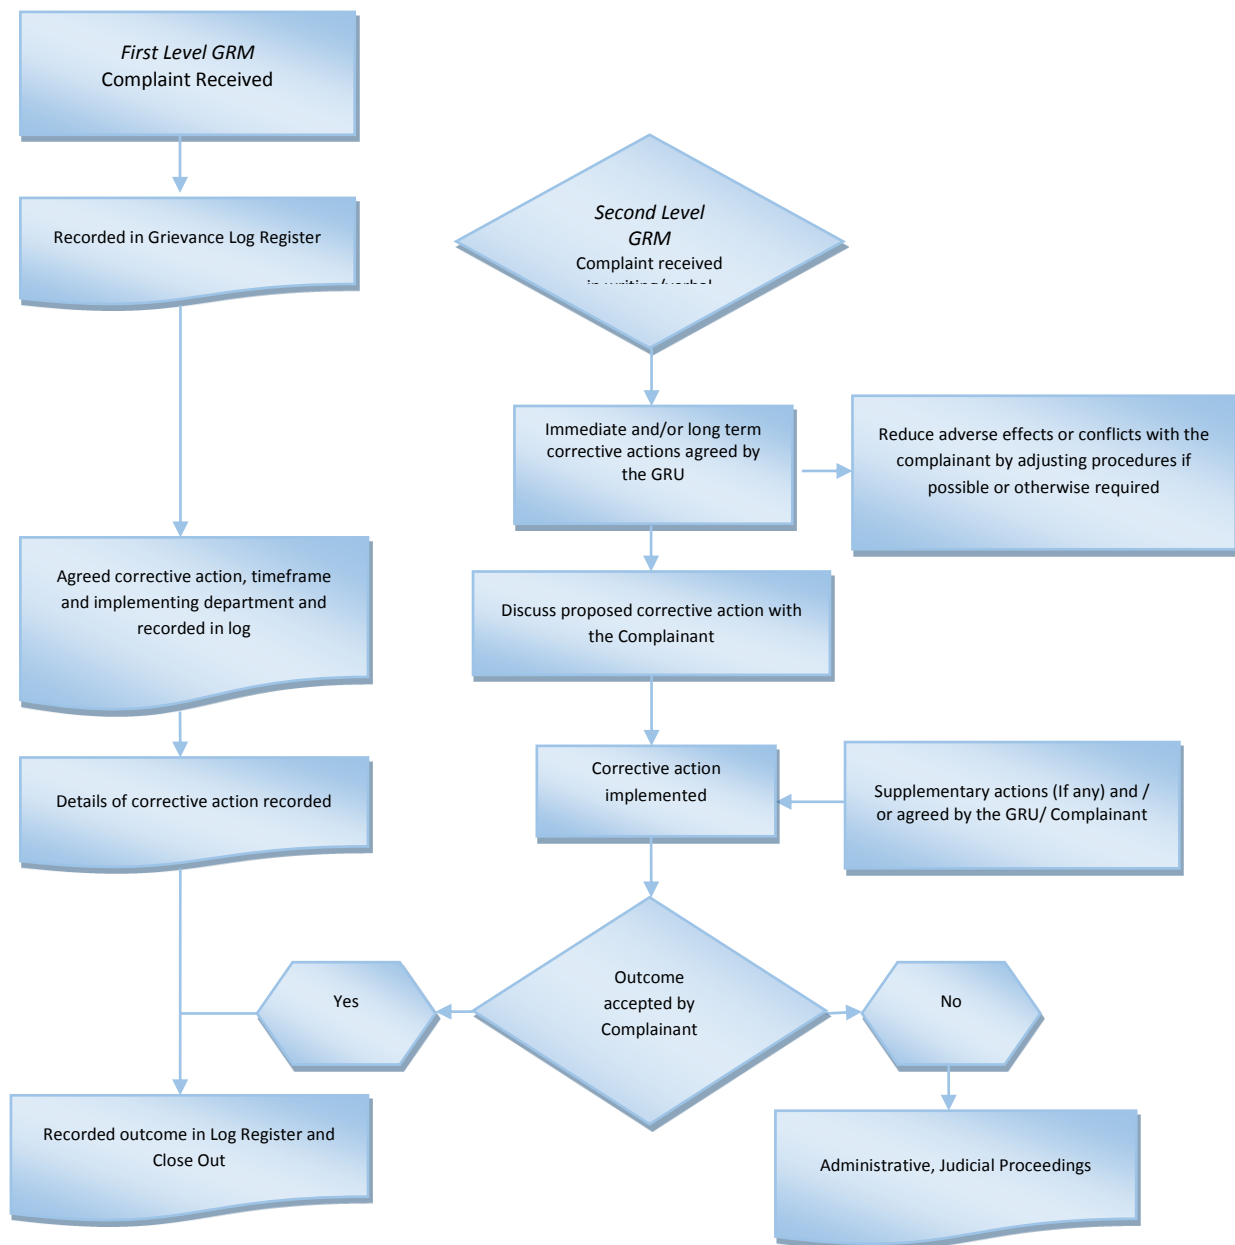 First Level GRM
Complaint Received
Recorded in Grievance Log Register
Agreed corrective action, timeframe
and implementing department and
recorded in log
Details of corrective action recorded
Recorded outcome in Log Register and
Close Out
Second Level
GRM
Complaint received
Immediate and/or long term
corrective actions agreed by
the GRU
Reduce adverse effects or conflicts with the
complainant by adjusting procedures if
possible or otherwise required
Discuss proposed corrective action with
the Complainant
Corrective action
implemented
Supplementary actions (If any) and /
or agreed by the GRU/ Complainant
Outcome
accepted by
Complainant
Yes
No
Administrative, Judicial Proceedings